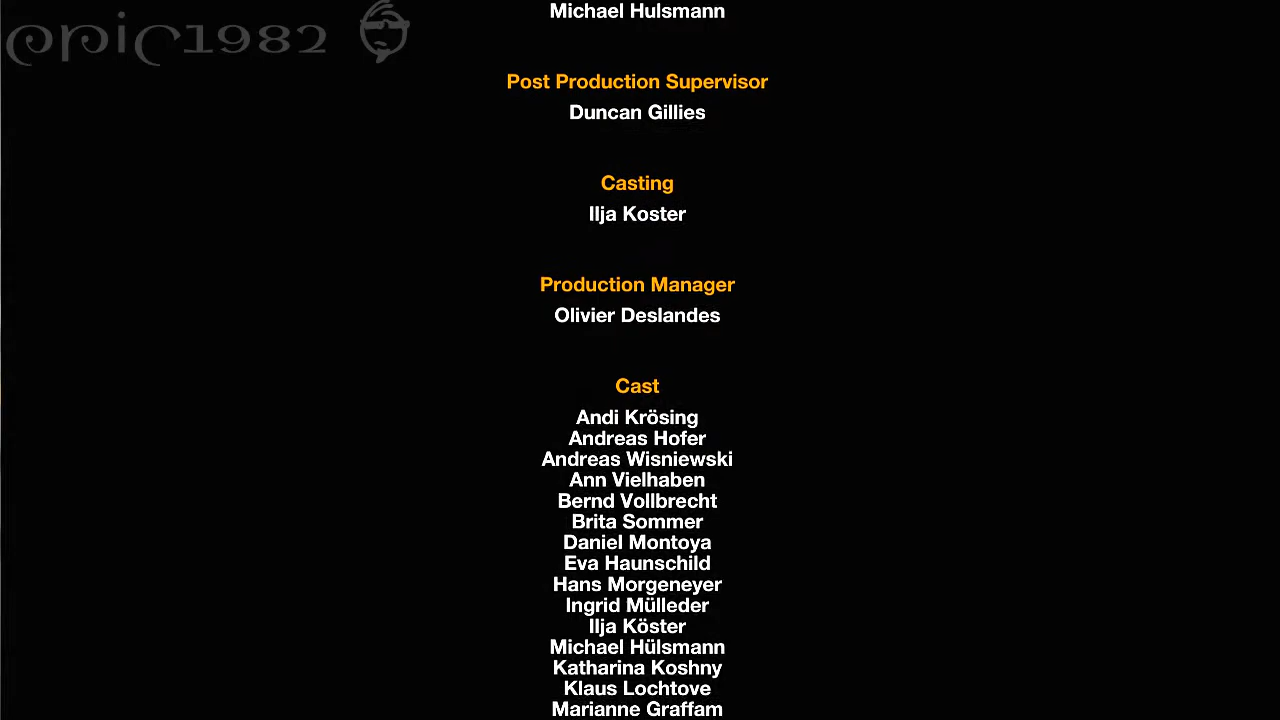 epic1982
Michael Hulsmann
Post Production Supervisor
Duncan Gillies
Casting
Ilja Koster
Production Manager
Olivier Deslandes
Cast
Andi Krösing
Andreas Hofer
Andreas Wisniewski
Ann Vielhaben
Bernd Vollbrecht
Brita Sommer
Daniel Montoya
Eva Haunschild
Hans Morgeneyer
Ingrid Mülleder
Ilja Köster
Michael Hülsmann
Katharina Koshny
Klaus Lochtove
Marianne Graffam